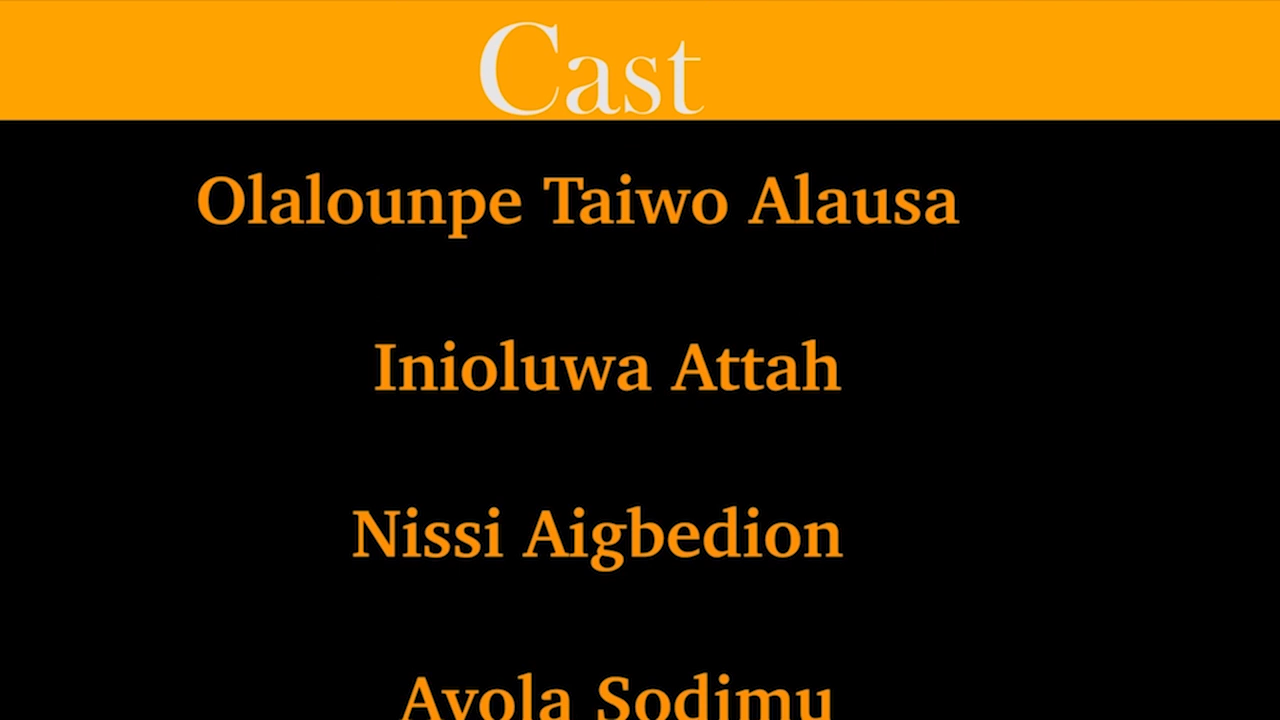 Cast
Olalounpe Taiwo Alausa
Inioluwa Attah
Nissi Aigbedion
Ayola Sodimu